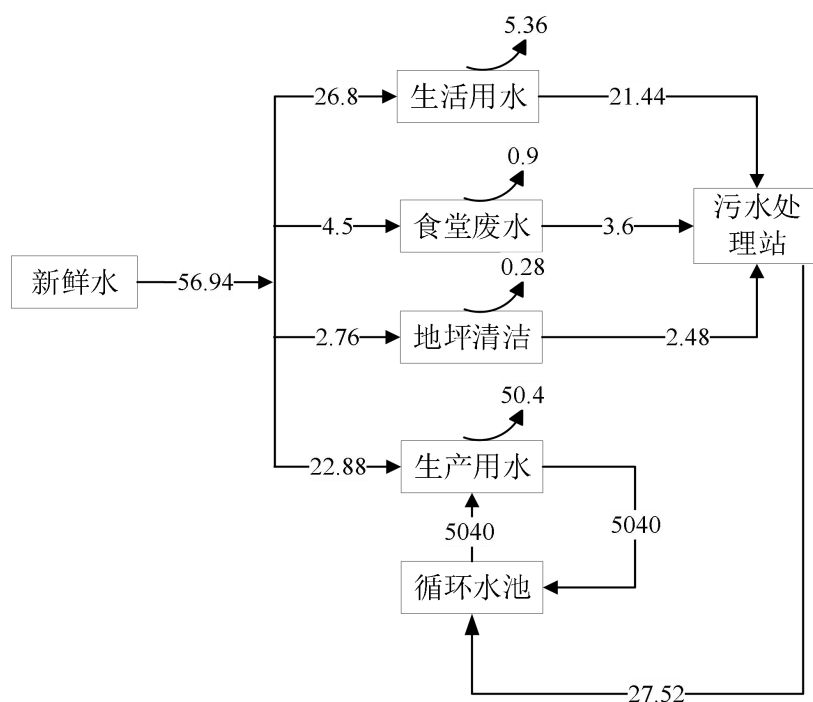 5.36
26.8
生活用水
21.44
0.9
4.5
食堂废水
3.6
污水处
理站
新鲜水
56.94
0.28
2.76
地坪清洁
2.48
50.4
22.88
生产用水
5040
5040
循环水池
27.52